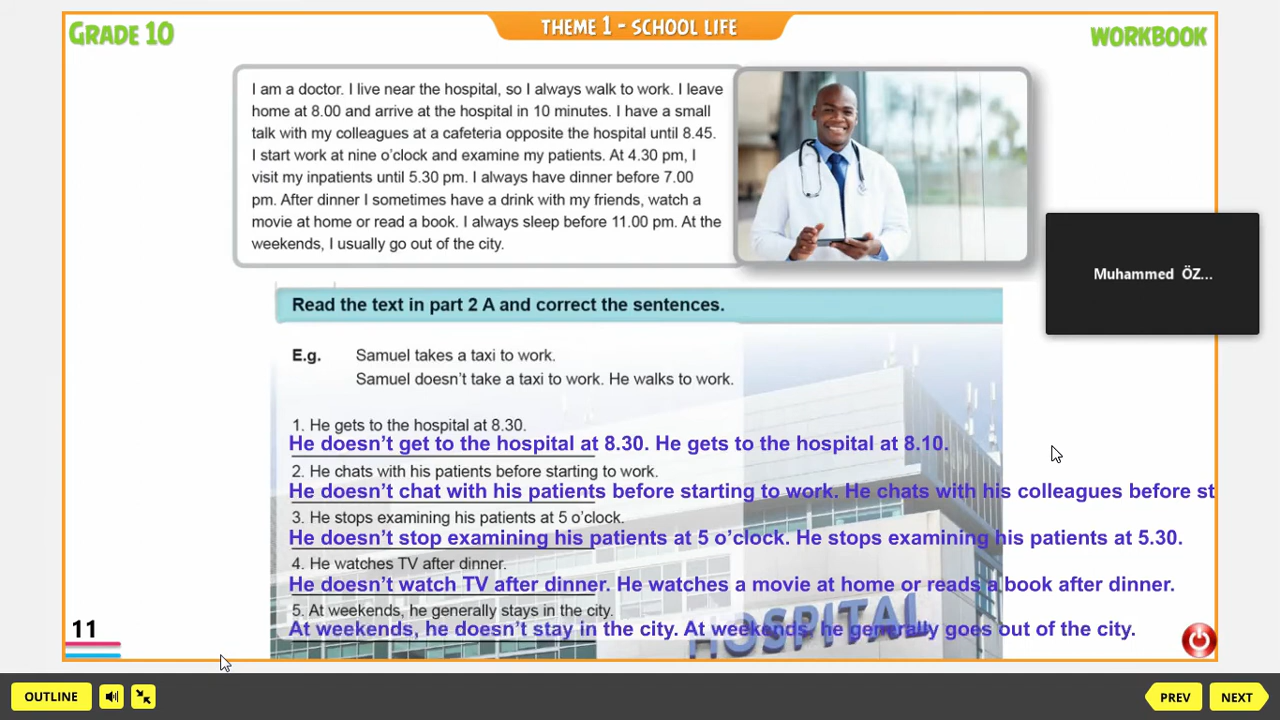 GRADE 10
THEME 1 - SCHOOL LIFE
WORKBOOK
I am a doctor. I live near the hospital, so I always walk to work. I leave
home at 8.00 and arrive at the hospital in 10 minutes. I have a small
talk with my colleagues at a cafeteria opposite the hospital until 8.45.
I start work at nine o'clock and examine my patients. At 4.30 pm, I
visit my inpatients until 5.30 pm. I always have dinner before 7.00
pm. After dinner I sometimes have a drink with my friends, watch a
movie at home or read a book. I always sleep before 11.00 pm. At the
weekends, I usually go out of the city.
Muhammed ÖZ...
Read the text in part 2 A and correct the sentences.
E.g. Samuel takes a taxi to work.
Samuel doesn't take a taxi to work. He walks to work.
1. He gets to the hospital at 8.30.
He doesn't get to the hospital at 8.30. He gets to the hospital at 8.10.
2. He chats with his patients before starting to work.
He doesn't chat with his patients before starting to work. He chats with his colleagues before st
3. He stops examining his patients at 5 o'clock.
He doesn't stop examining his patients at 5 o'clock. He stops examining his patients at 5.30.
4. He watches TV after dinner.
He doesn't watch TV after dinner. He watches a movie at home or reads a book after dinner.
5. At weekends, he generally stays in the city.
At weekends, he doesn't stay in the city. At weekends, he generally goes out of the city.
HOSPITAL
11
OUTLINE
PREV
NEXT